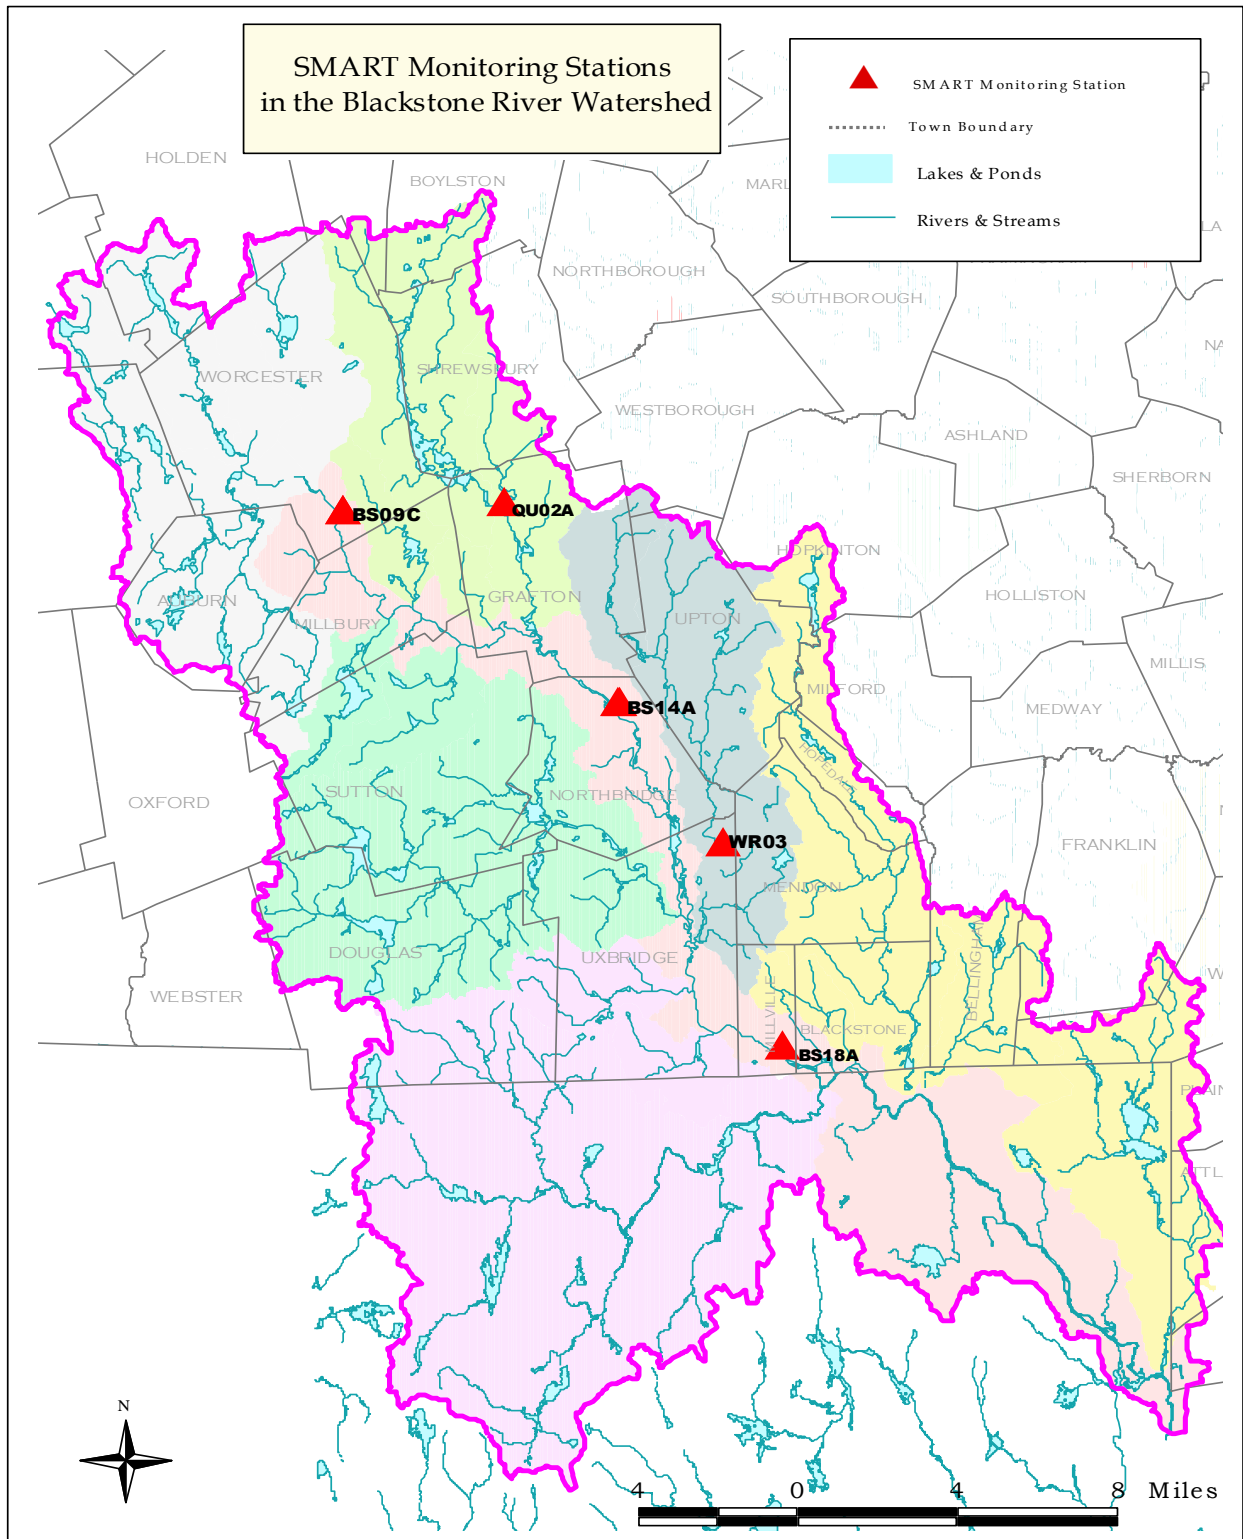 SMART Monitoring Stations
in the Blackstone River Watershed
SMART Monitoring Station
Town Boundary
Lakes & Ponds
Rivers & Streams
HOLDEN
BOYLSTON
NORTHBOROUGH
SOUTHBOROUGH
WORCESTER
SHREWSBURY
WESTBOROUGH
ASHLAND
SHERBORN
BS09C
QU02A
HOPKINTON
AUBURN
MILLBURY
GRAFTON
UPTON
HOLLISTON
MILLIS
MILFORD
MEDWAY
BS14A
HOPEDALE
OXFORD
SUTTON
NORTHBRIDGE
WR03
FRANKLIN
MENDON
DOUGLAS
UXBRIDGE
BELLINGHAM
WEBSTER
MILLVILLE
BLACKSTONE
BS18A
N
4 0 4 8 Miles